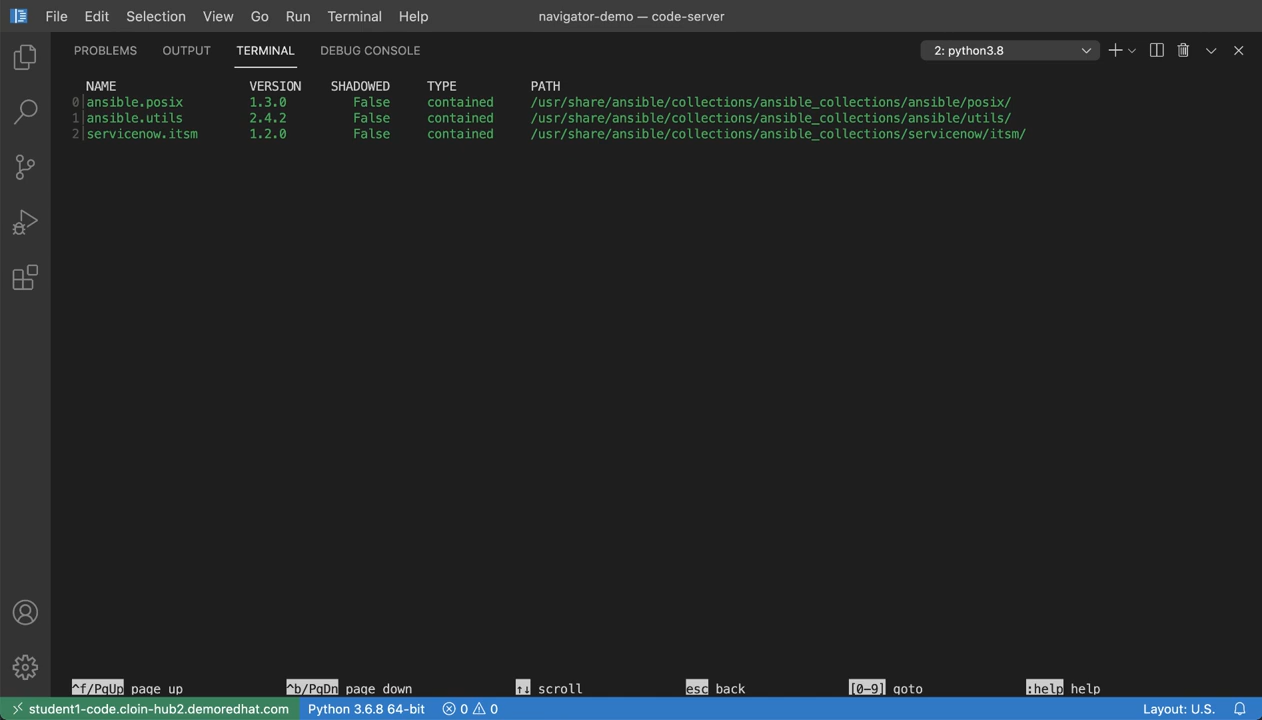 File Edit Selection View Go Run Terminal Help navigator-demo — code-server
PROBLEMS OUTPUT TERMINAL DEBUG CONSOLE 2: python3.8
NAME VERSION SHADOWED TYPE PATH
0│ansible.posix 1.3.0 False contained /usr/share/ansible/collections/ansible_collections/ansible/posix/
1│ansible.utils 2.4.2 False contained /usr/share/ansible/collections/ansible_collections/ansible/utils/
2│servicenow.itsm 1.2.0 False contained /usr/share/ansible/collections/ansible_collections/servicenow/itsm/
^f/PgUp page up ^b/PgDn page down ↑↓ scroll esc back [0-9] goto :help help
student1-code.cloin-hub2.demoredhat.com Python 3.6.8 64-bit 0 0 Layout: U.S.